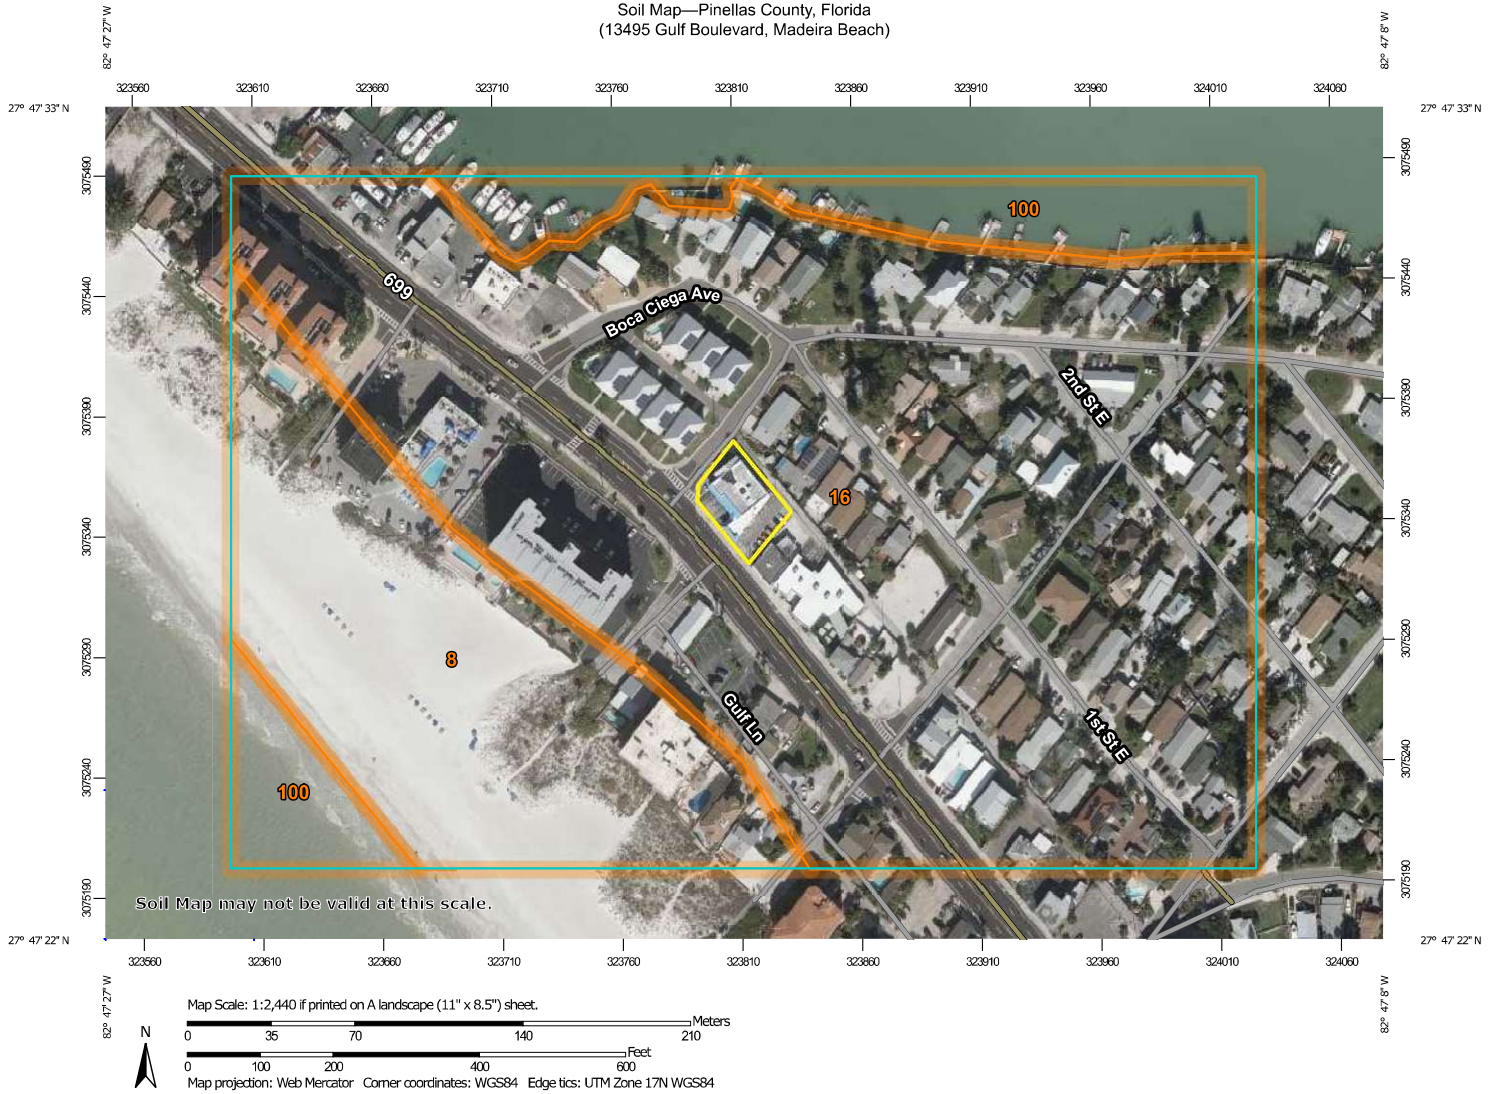 Soil Map—Pinellas County, Florida
(13495 Gulf Boulevard, Madeira Beach)
82° 47' 27'' W
82° 47' 8'' W
323560 323610 323660 323710 323760 323810 323860 323910 323960 324010 324060
27° 47' 33'' N
27° 47' 33'' N
3075490
3075440
3075390
3075340
3075290
3075240
3075190
3075490
3075440
3075390
3075340
3075290
3075240
3075190
100
699
Boca Ciega Ave
2nd St E
16
8
Gulf Ln
1st St E
100
Soil Map may not be valid at this scale.
27° 47' 22'' N
27° 47' 22'' N
323560 323610 323660 323710 323760 323810 323860 323910 323960 324010 324060
82° 47' 27'' W
82° 47' 8'' W
Map Scale: 1:2,440 if printed on A landscape (11" x 8.5") sheet.
N
Meters
0 35 70 140 210
Feet
0 100 200 400 600
Map projection: Web Mercator Corner coordinates: WGS84 Edge tics: UTM Zone 17N WGS84